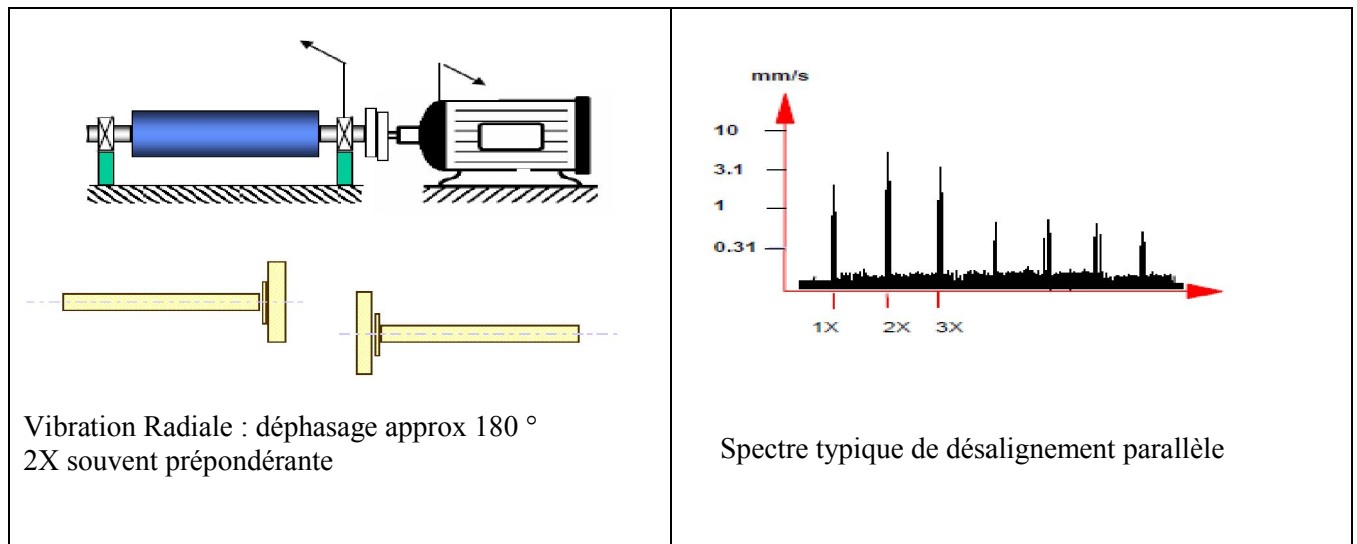 Vibration Radiale : déphasage approx 180 °
2X souvent prépondérante
mm/s
10
3.1
1
0.31
1X 2X 3X
Spectre typique de désalignement parallèle